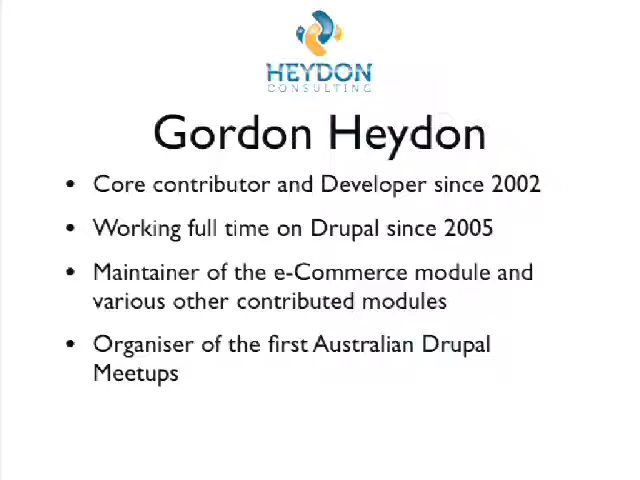 HEYDON
CONSULTING
Gordon Heydon
• Core contributor and Developer since 2002
• Working full time on Drupal since 2005
• Maintainer of the e-Commerce module and
various other contributed modules
• Organiser of the first Australian Drupal
Meetups